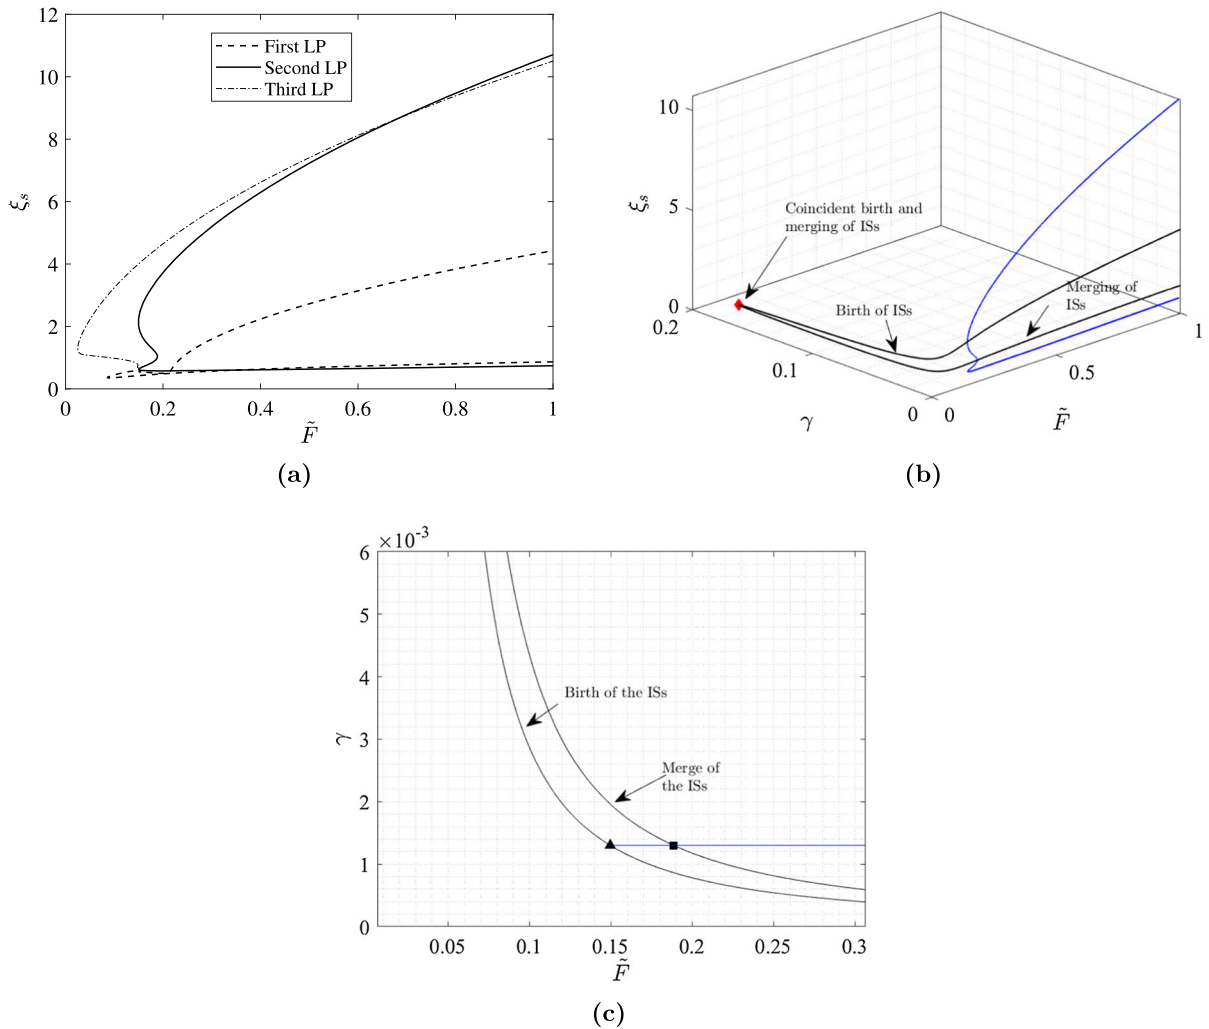 12
10
8
6
4
2
0
ξs
First LP
Second LP
Third LP
0 0.2 0.4 0.6 0.8 1
F̃
(a)
10
5
0
ξs
Coincident birth and
merging of ISs
Birth of ISs
Merging of
ISs
0.2
0.1
0
γ
0
0.5
1
F̃
(b)
×10-3
6
5
4
3
2
1
0
γ
Birth of the ISs
Merge of
the ISs
0.05 0.1 0.15 0.2 0.25 0.3
F̃
(c)